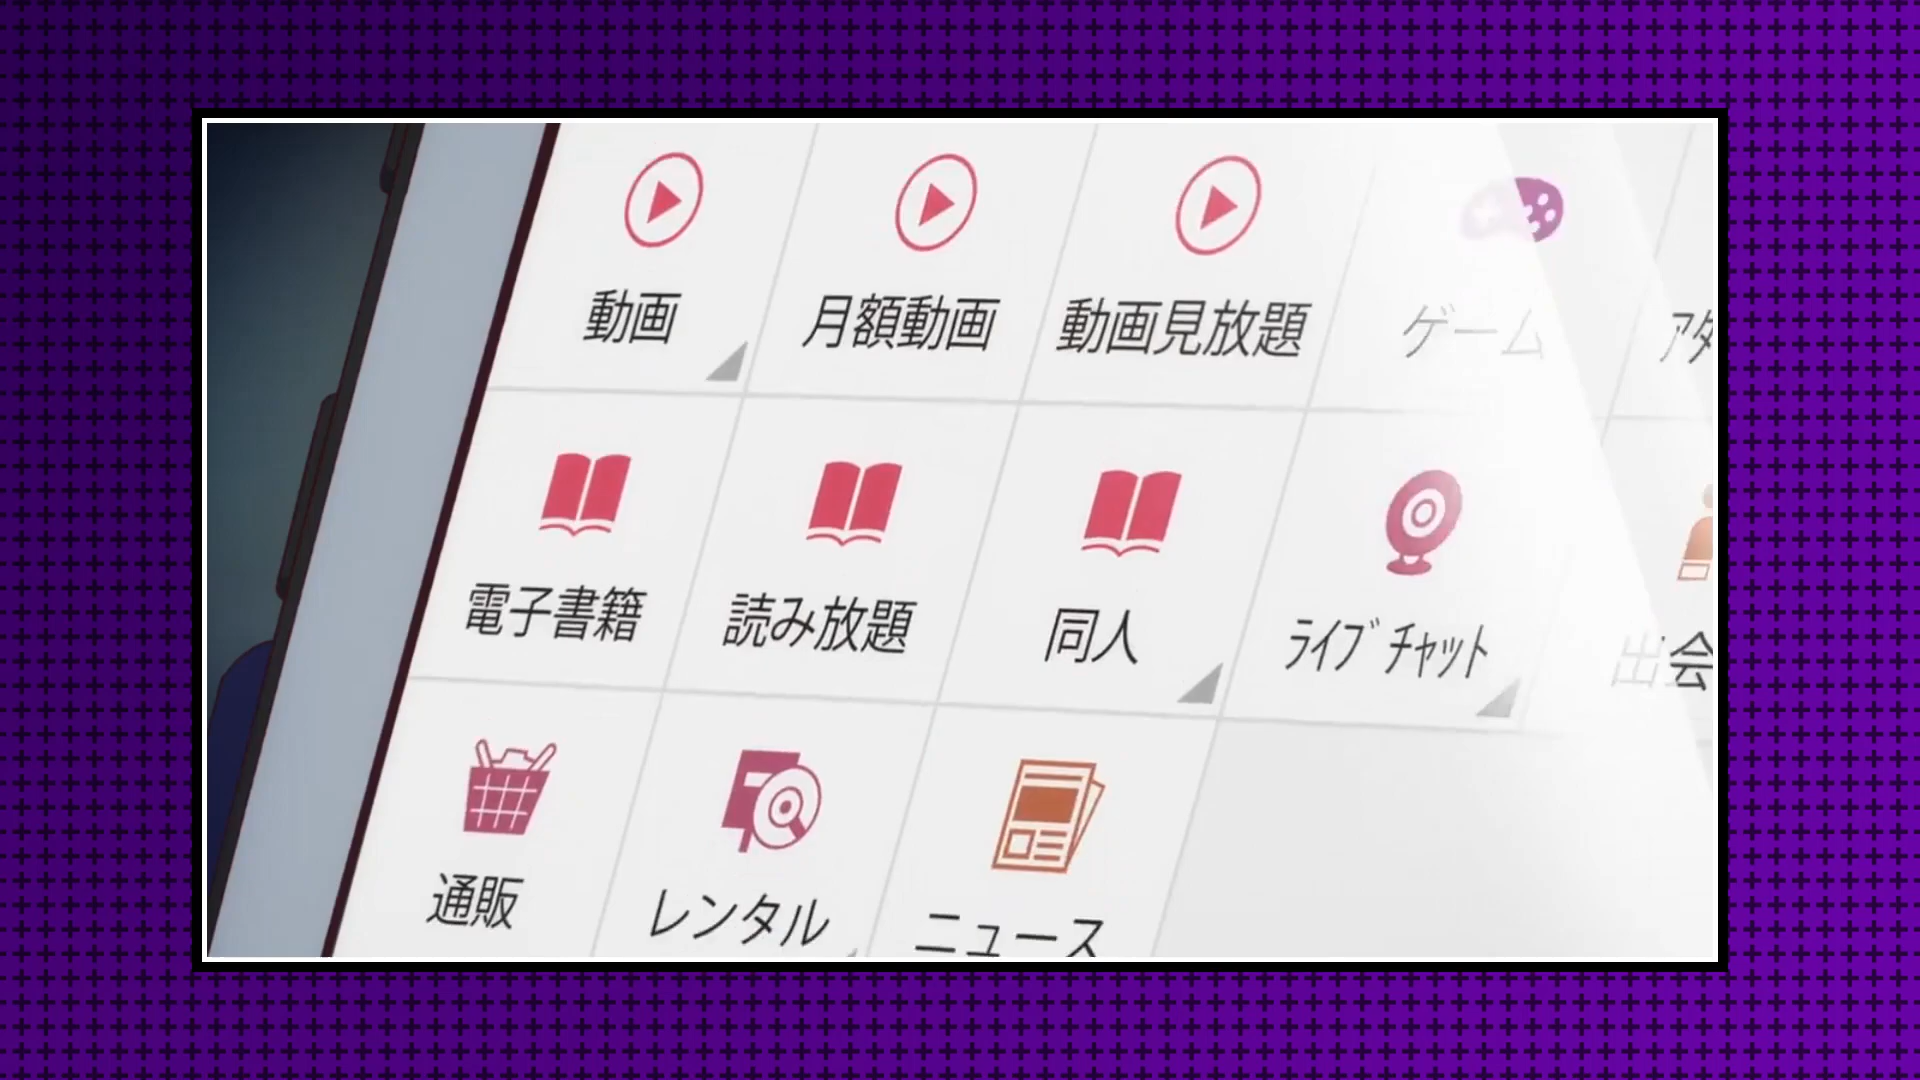 動画
月額動画
動画見放題
ゲーム
ｱﾀ
電子書籍
読み放題
同人
ﾗｲﾌﾞﾁｬｯﾄ
出会
通販
レンタル
ニュース